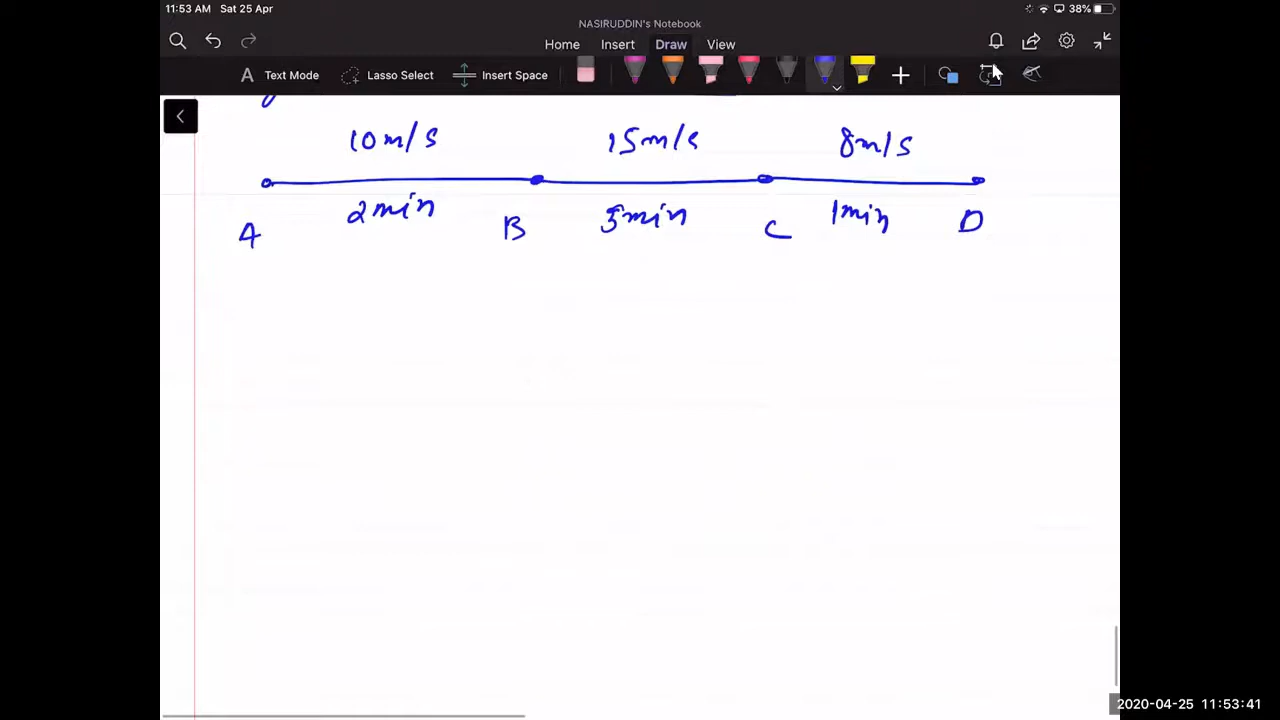 11:53 AM Sat 25 Apr 38%
NASIRUDDIN's Notebook
Home Insert Draw View
Text Mode Lasso Select Insert Space
10m/s 15m/s 8m/s
2min 5min 1min
A B C D
2020-04-25 11:53:41